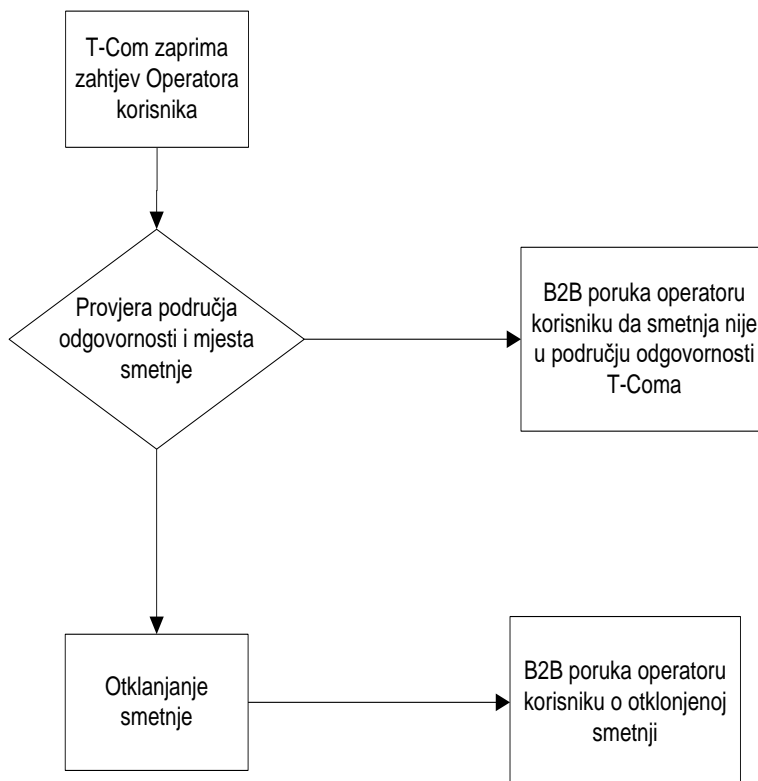 T-Com zaprima
zahtjev Operatora
korisnika
Provjera područja
odgovornosti i mjesta
smetnje
B2B poruka operatoru
korisniku da smetnja nije
u području odgovornosti
T-Coma
Otklanjanje
smetnje
B2B poruka operatoru
korisniku o otklonjenoj
smetnji